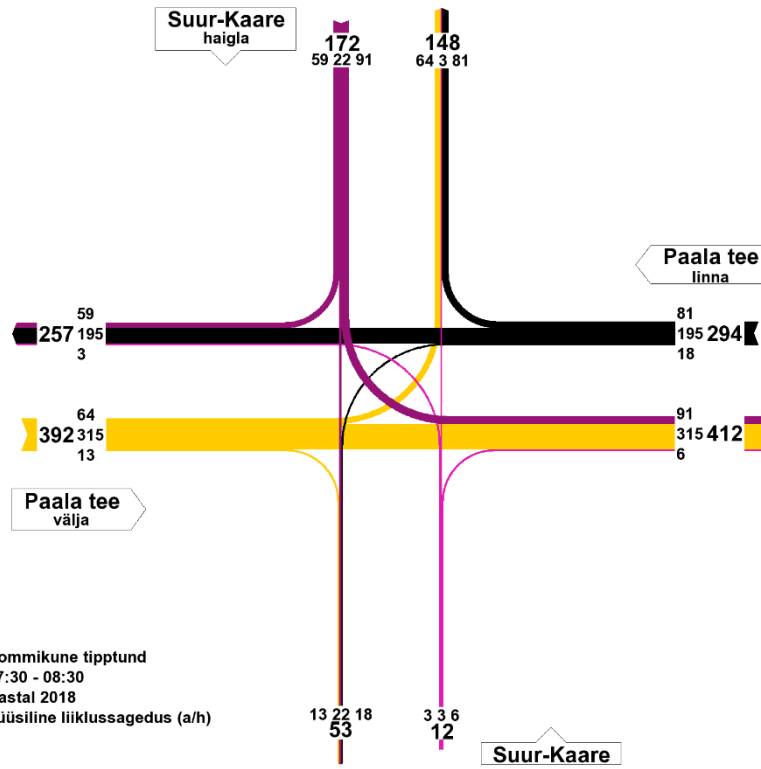 Suur-Kaare
haigla
172
59 22 91
148
64 3 81
Paala tee
linna
59
257 195
3
81
195 294
18
64
392 315
13
91
315 412
6
Paala tee
välja
ommikune tipptund
7:30 - 08:30
astal 2018
üüsiline liiklussagedus (a/h)
13 22 18
53
3 3 6
12
Suur-Kaare